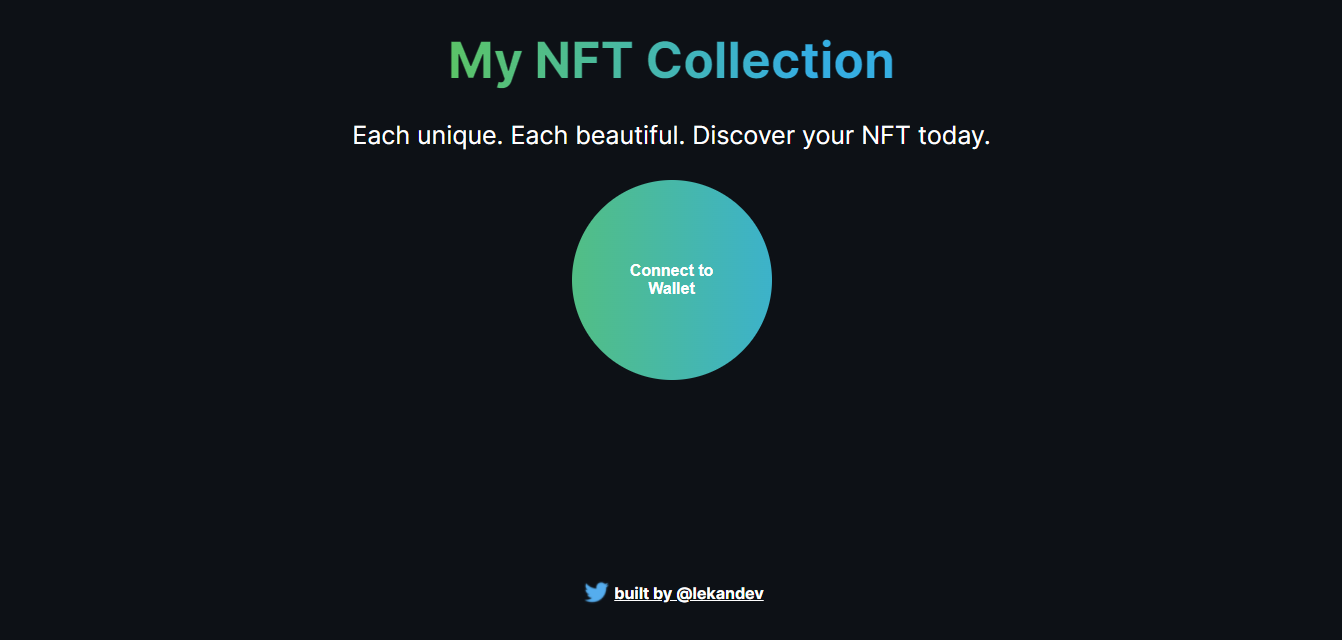 My NFT Collection
Each unique. Each beautiful. Discover your NFT today.
Connect to
Wallet
built by @lekandev